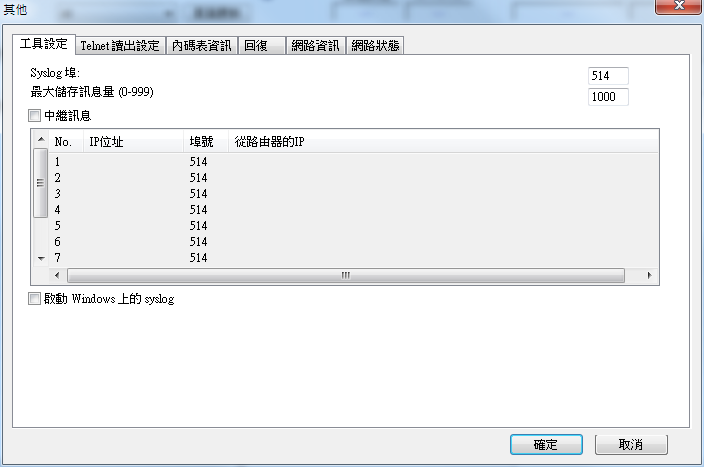 其他
工具設定 Telnet 讀出設定 內碼表資訊 回復 網路資訊 網路狀態
Syslog 埠: 514
最大儲存訊息量 (0-999) 1000
中繼訊息
No. IP位址 埠號 從路由器的IP
1 514
2 514
3 514
4 514
5 514
6 514
7 514
啟動 Windows 上的 syslog
確定 取消